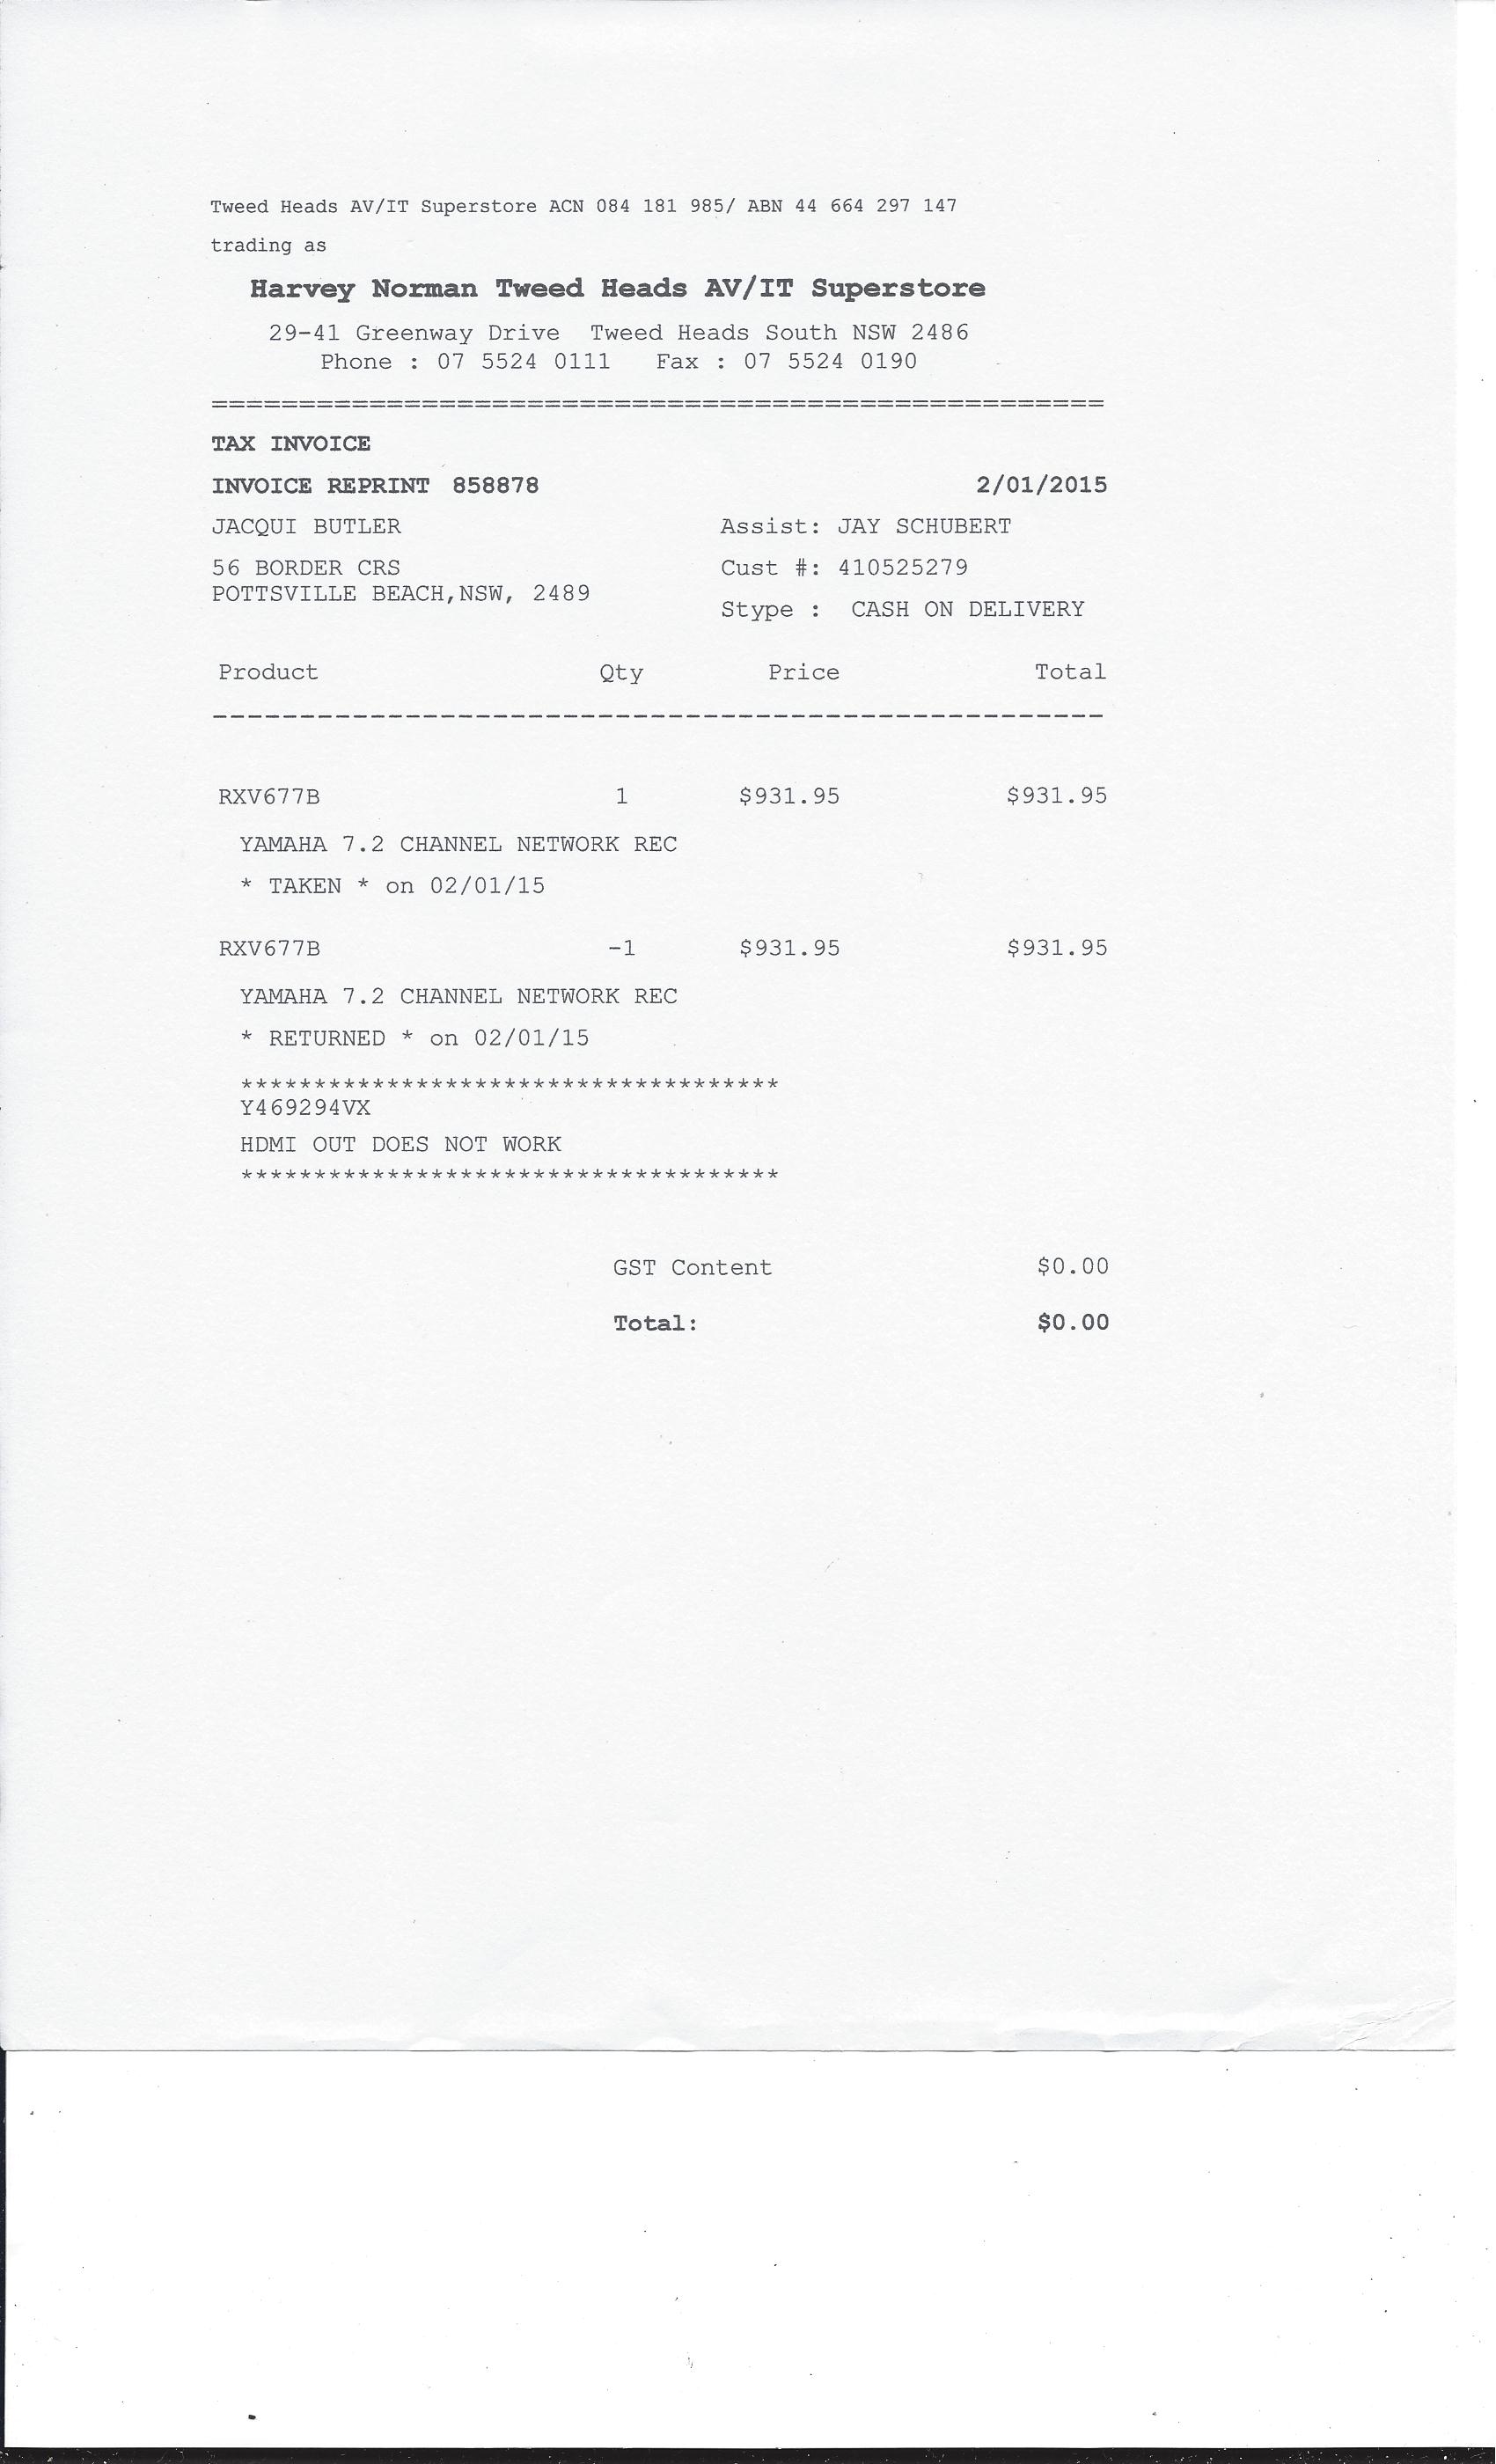 Tweed Heads AV/IT Superstore ACN 084 181 985/ ABN 44 664 297 147
trading as
Harvey Norman Tweed Heads AV/IT Superstore
29-41 Greenway Drive  Tweed Heads South NSW 2486
Phone : 07 5524 0111   Fax : 07 5524 0190
===================================================
TAX INVOICE
INVOICE REPRINT 858878 2/01/2015
JACQUI BUTLER Assist: JAY SCHUBERT
56 BORDER CRS Cust #: 410525279
POTTSVILLE BEACH,NSW, 2489
Stype :  CASH ON DELIVERY
Product Qty Price Total
---------------------------------------------------
RXV677B 1 $931.95 $931.95
YAMAHA 7.2 CHANNEL NETWORK REC
* TAKEN * on 02/01/15
RXV677B -1 $931.95 $931.95
YAMAHA 7.2 CHANNEL NETWORK REC
* RETURNED * on 02/01/15
*************************************
Y469294VX
HDMI OUT DOES NOT WORK
*************************************
GST Content $0.00
Total: $0.00